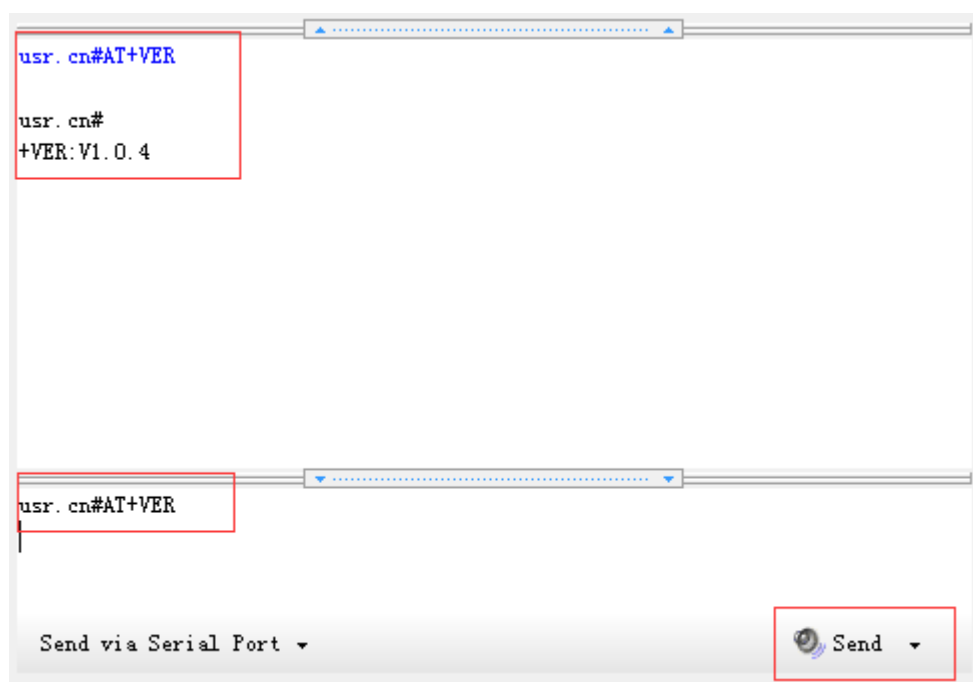 usr.cn#AT+VER
usr.cn#
+VER:V1.0.4
usr.cn#AT+VER
Send via Serial Port
Send